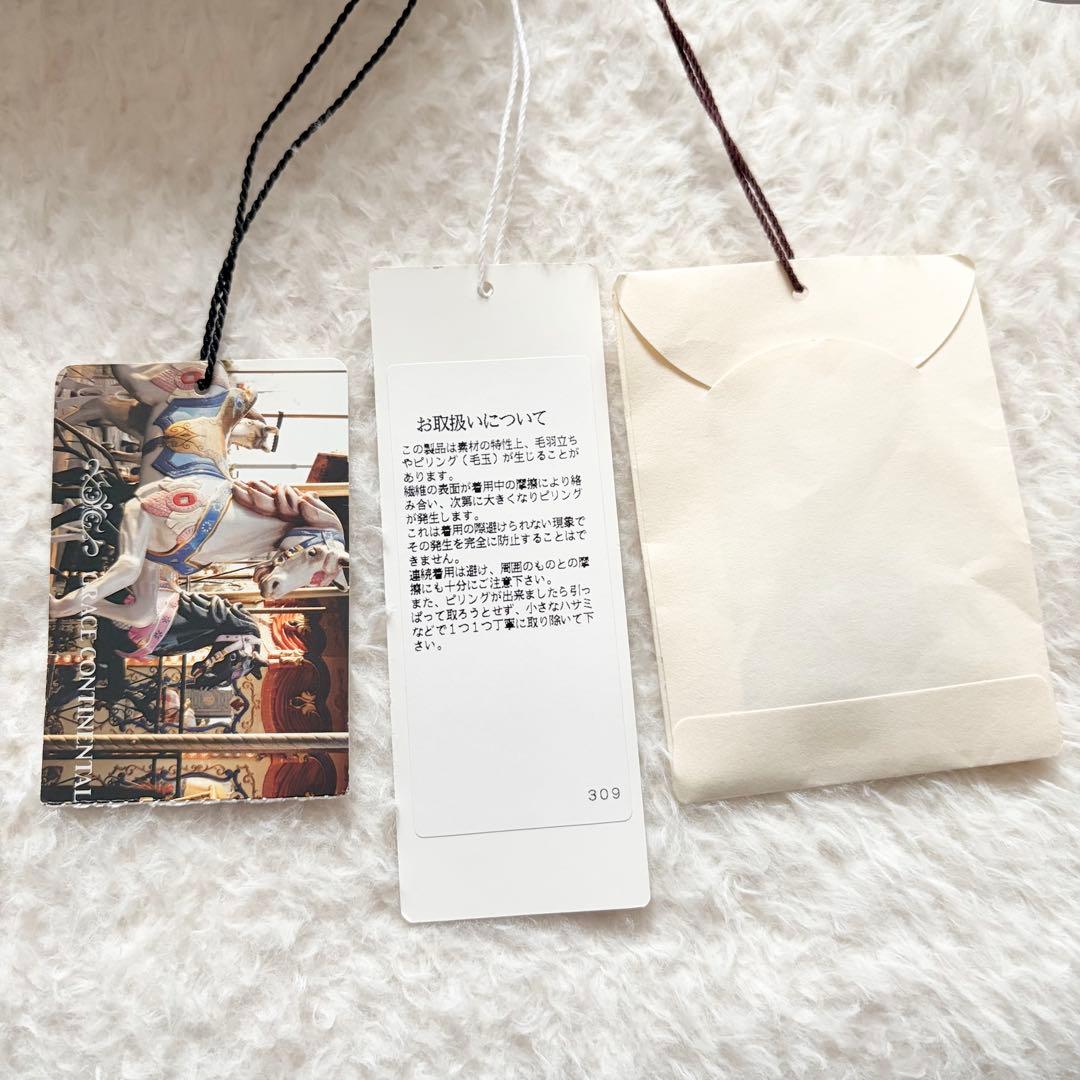 GRACE CONTINENTAL
お取扱いについて
この製品は素材の特性上、毛羽立ち
やピリング（毛玉）が生じることが
あります。
繊維の表面が着用中の摩擦により絡
み合い、次第に大きくなりピリング
が発生します。
これは着用の際避けられない現象で
その発生を完全に防止することはで
きません。
連続着用は避け、周囲のものとの摩
擦にも十分にご注意下さい。
また、ピリングが出来ましたら引っ
ぱって取ろうとせず、小さなハサミ
などで１つ１つ丁寧に取り除いて下
さい。
309